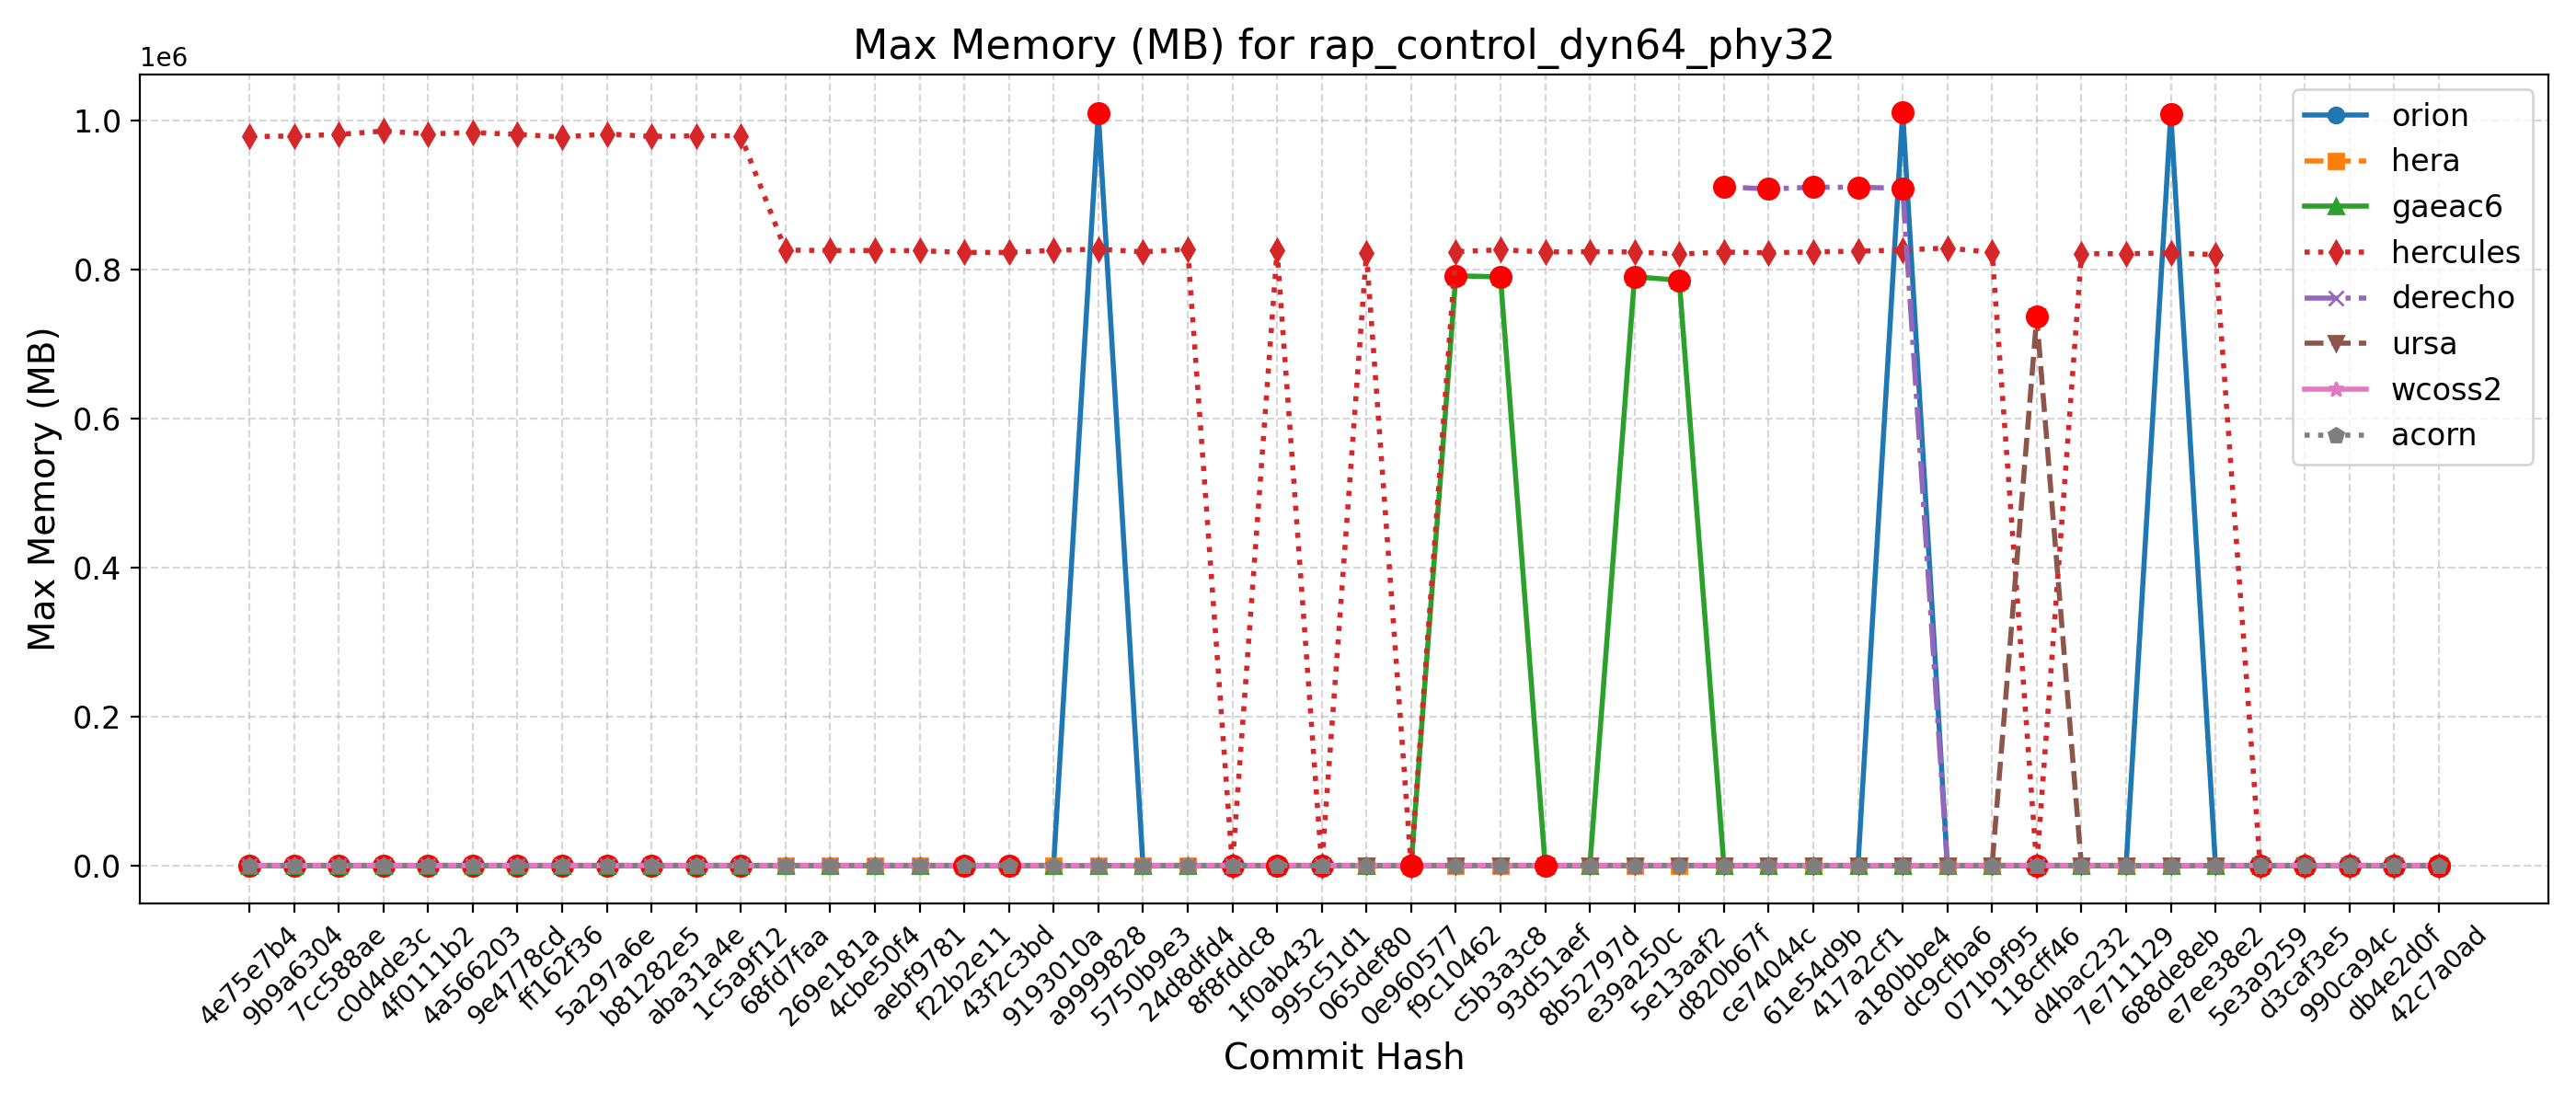 Max Memory (MB) for rap_control_dyn64_phy32
1e6
1.0
0.8
0.6
0.4
0.2
0.0
Max Memory (MB)
orion
hera
gaeac6
hercules
derecho
ursa
wcoss2
acorn
4e75e7b4
9b9a6304
7cc588ae
c0d4de3c
4f0111b2
4a566203
9e4778cd
ff162f36
5a297a6e
b81282e5
aba31a4e
1c5a9f12
68fd7faa
269e181a
4cbe50f4
aebf9781
f22b2e11
43f2c3bd
9193010a
a9999828
5750b9e3
24d8dfd4
8f8fddc8
1f0ab432
995c51d1
065def80
0e960577
f9c10462
c5b3a3c8
93d51aef
8b52797d
e39a250c
5e13aaf2
d820b67f
ce74044c
61e54d9b
417a2cf1
a180bbe4
dc9cfba6
071b9f95
118cff46
d4bac232
7e711129
688de8eb
e7ee38e2
5e3a9259
d3caf3e5
990ca94c
db4e2d0f
42c7a0ad
Commit Hash